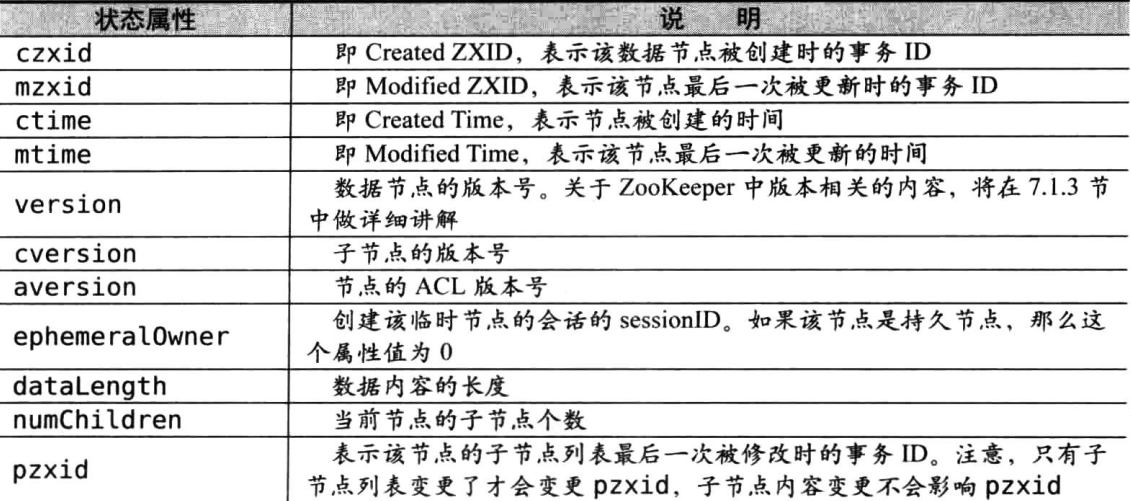 状态属性 说 明
czxid 即 Created ZXID，表示该数据节点被创建时的事务 ID
mzxid 即 Modified ZXID，表示该节点最后一次被更新时的事务 ID
ctime 即 Created Time，表示节点被创建的时间
mtime 即 Modified Time，表示该节点最后一次被更新的时间
version 数据节点的版本号。关于 ZooKeeper 中版本相关的内容，将在 7.1.3 节
中做详细讲解
cversion 子节点的版本号
aversion 节点的 ACL 版本号
ephemeralOwner 创建该临时节点的会话的 sessionID。如果该节点是持久节点，那么这
个属性值为 0
dataLength 数据内容的长度
numChildren 当前节点的子节点个数
pzxid 表示该节点的子节点列表最后一次被修改时的事务 ID。注意，只有子
节点列表变更了才会变更 pzxid，子节点内容变更不会影响 pzxid